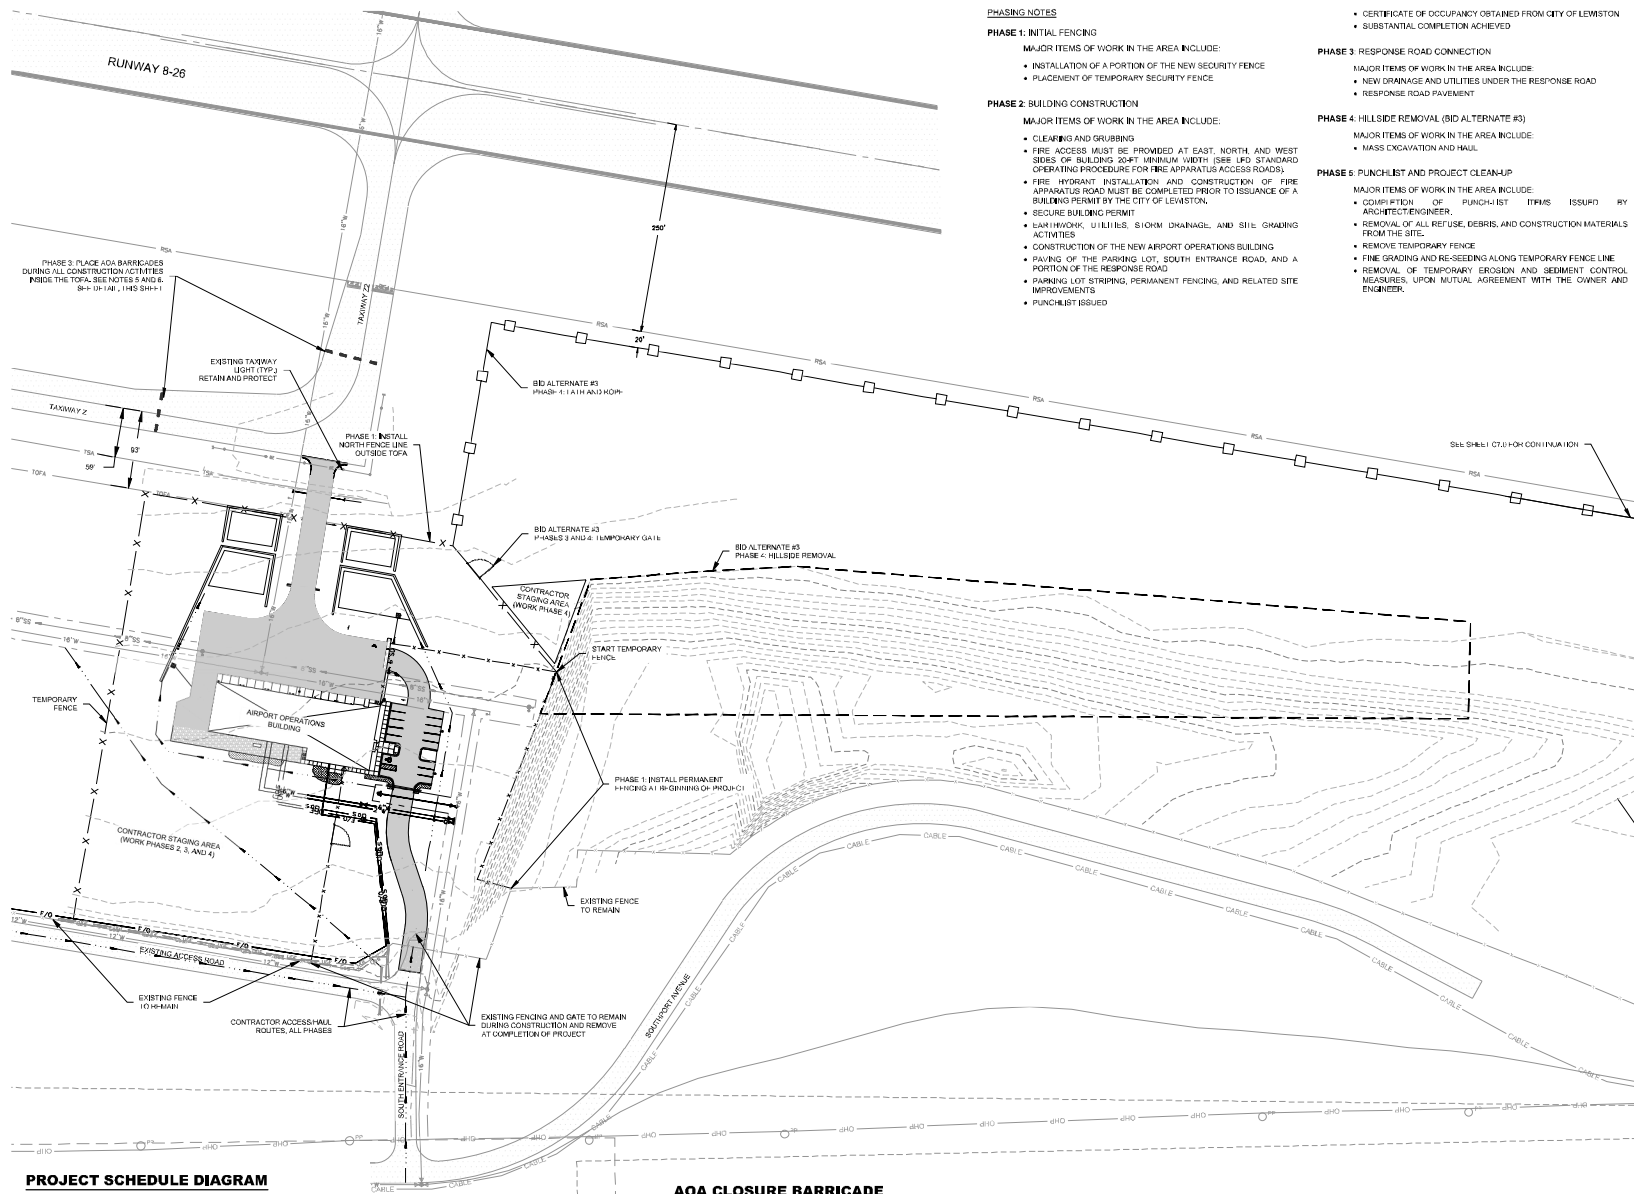 PHASING NOTES
PHASE 1: INITIAL FENCING
MAJOR ITEMS OF WORK IN THE AREA INCLUDE:
• INSTALLATION OF A PORTION OF THE NEW SECURITY FENCE
• PLACEMENT OF TEMPORARY SECURITY FENCE
PHASE 2: BUILDING CONSTRUCTION
MAJOR ITEMS OF WORK IN THE AREA INCLUDE:
• CLEARING AND GRUBBING
• FIRE ACCESS MUST BE PROVIDED AT EAST, NORTH, AND WEST
SIDES OF BUILDING 20-FT MINIMUM WIDTH (SEE LFD STANDARD
OPERATING PROCEDURE FOR FIRE APPARATUS ACCESS ROADS).
• FIRE HYDRANT INSTALLATION AND CONSTRUCTION OF FIRE
APPARATUS ROAD MUST BE COMPLETED PRIOR TO ISSUANCE OF A
BUILDING PERMIT BY THE CITY OF LEWISTON.
• SECURE BUILDING PERMIT
• EARTHWORK, UTILITIES, STORM DRAINAGE, AND SITE GRADING
ACTIVITIES
• CONSTRUCTION OF THE NEW AIRPORT OPERATIONS BUILDING
• PAVING OF THE PARKING LOT, SOUTH ENTRANCE ROAD, AND A
PORTION OF THE RESPONSE ROAD
• PARKING LOT STRIPING, PERMANENT FENCING, AND RELATED SITE
IMPROVEMENTS
• PUNCHLIST ISSUED
• CERTIFICATE OF OCCUPANCY OBTAINED FROM CITY OF LEWISTON
• SUBSTANTIAL COMPLETION ACHIEVED
PHASE 3: RESPONSE ROAD CONNECTION
MAJOR ITEMS OF WORK IN THE AREA INCLUDE:
• NEW DRAINAGE AND UTILITIES UNDER THE RESPONSE ROAD
• RESPONSE ROAD PAVEMENT
PHASE 4: HILLSIDE REMOVAL (BID ALTERNATE #3)
MAJOR ITEMS OF WORK IN THE AREA INCLUDE:
• MASS EXCAVATION AND HAUL
PHASE 5: PUNCHLIST AND PROJECT CLEAN-UP
MAJOR ITEMS OF WORK IN THE AREA INCLUDE:
• COMPLETION OF PUNCH-LIST ITEMS ISSUED BY
ARCHITECT/ENGINEER.
• REMOVAL OF ALL REFUSE, DEBRIS, AND CONSTRUCTION MATERIALS
FROM THE SITE.
• REMOVE TEMPORARY FENCE
• FINE GRADING AND RE-SEEDING ALONG TEMPORARY FENCE LINE
• REMOVAL OF TEMPORARY EROSION AND SEDIMENT CONTROL
MEASURES, UPON MUTUAL AGREEMENT WITH THE OWNER AND
ENGINEER.
RUNWAY 8-26
16"W
250'
RSA
20'
PHASE 3: PLACE AOA BARRICADES
DURING ALL CONSTRUCTION ACTIVITIES
INSIDE THE TOFA. SEE NOTES 5 AND 6.
SEE DETAIL, THIS SHEET
TAXIWAY Z2
EXISTING TAXIWAY
LIGHT (TYP.)
RETAIN AND PROTECT
BID ALTERNATE #3
PHASE 4: LATH AND ROPE
TAXIWAY Z
PHASE 1: INSTALL
NORTH FENCE LINE
OUTSIDE TOFA
SEE SHEET C7.0 FOR CONTINUATION
TSA
93'
59'
TOFA
BID ALTERNATE #3
PHASES 3 AND 4: TEMPORARY GATE
BID ALTERNATE #3
PHASE 4: HILLSIDE REMOVAL
CONTRACTOR
STAGING AREA
(WORK PHASE 4)
START TEMPORARY
FENCE
8"SS
16"W
TEMPORARY
FENCE
AIRPORT OPERATIONS
BUILDING
PHASE 1: INSTALL PERMANENT
FENCING AT BEGINNING OF PROJECT
CONTRACTOR STAGING AREA
(WORK PHASES 2, 3, AND 4)
EXISTING FENCE
TO REMAIN
F/O
12"W
EXISTING ACCESS ROAD
EXISTING FENCE
TO REMAIN
CONTRACTOR ACCESS/HAUL
ROUTES, ALL PHASES
EXISTING FENCING AND GATE TO REMAIN
DURING CONSTRUCTION AND REMOVE
AT COMPLETION OF PROJECT
SOUTHPORT AVENUE
CABLE
SOUTH ENTRANCE ROAD
16"W
OHP
PP
PROJECT SCHEDULE DIAGRAM
AOA CLOSURE BARRICADE